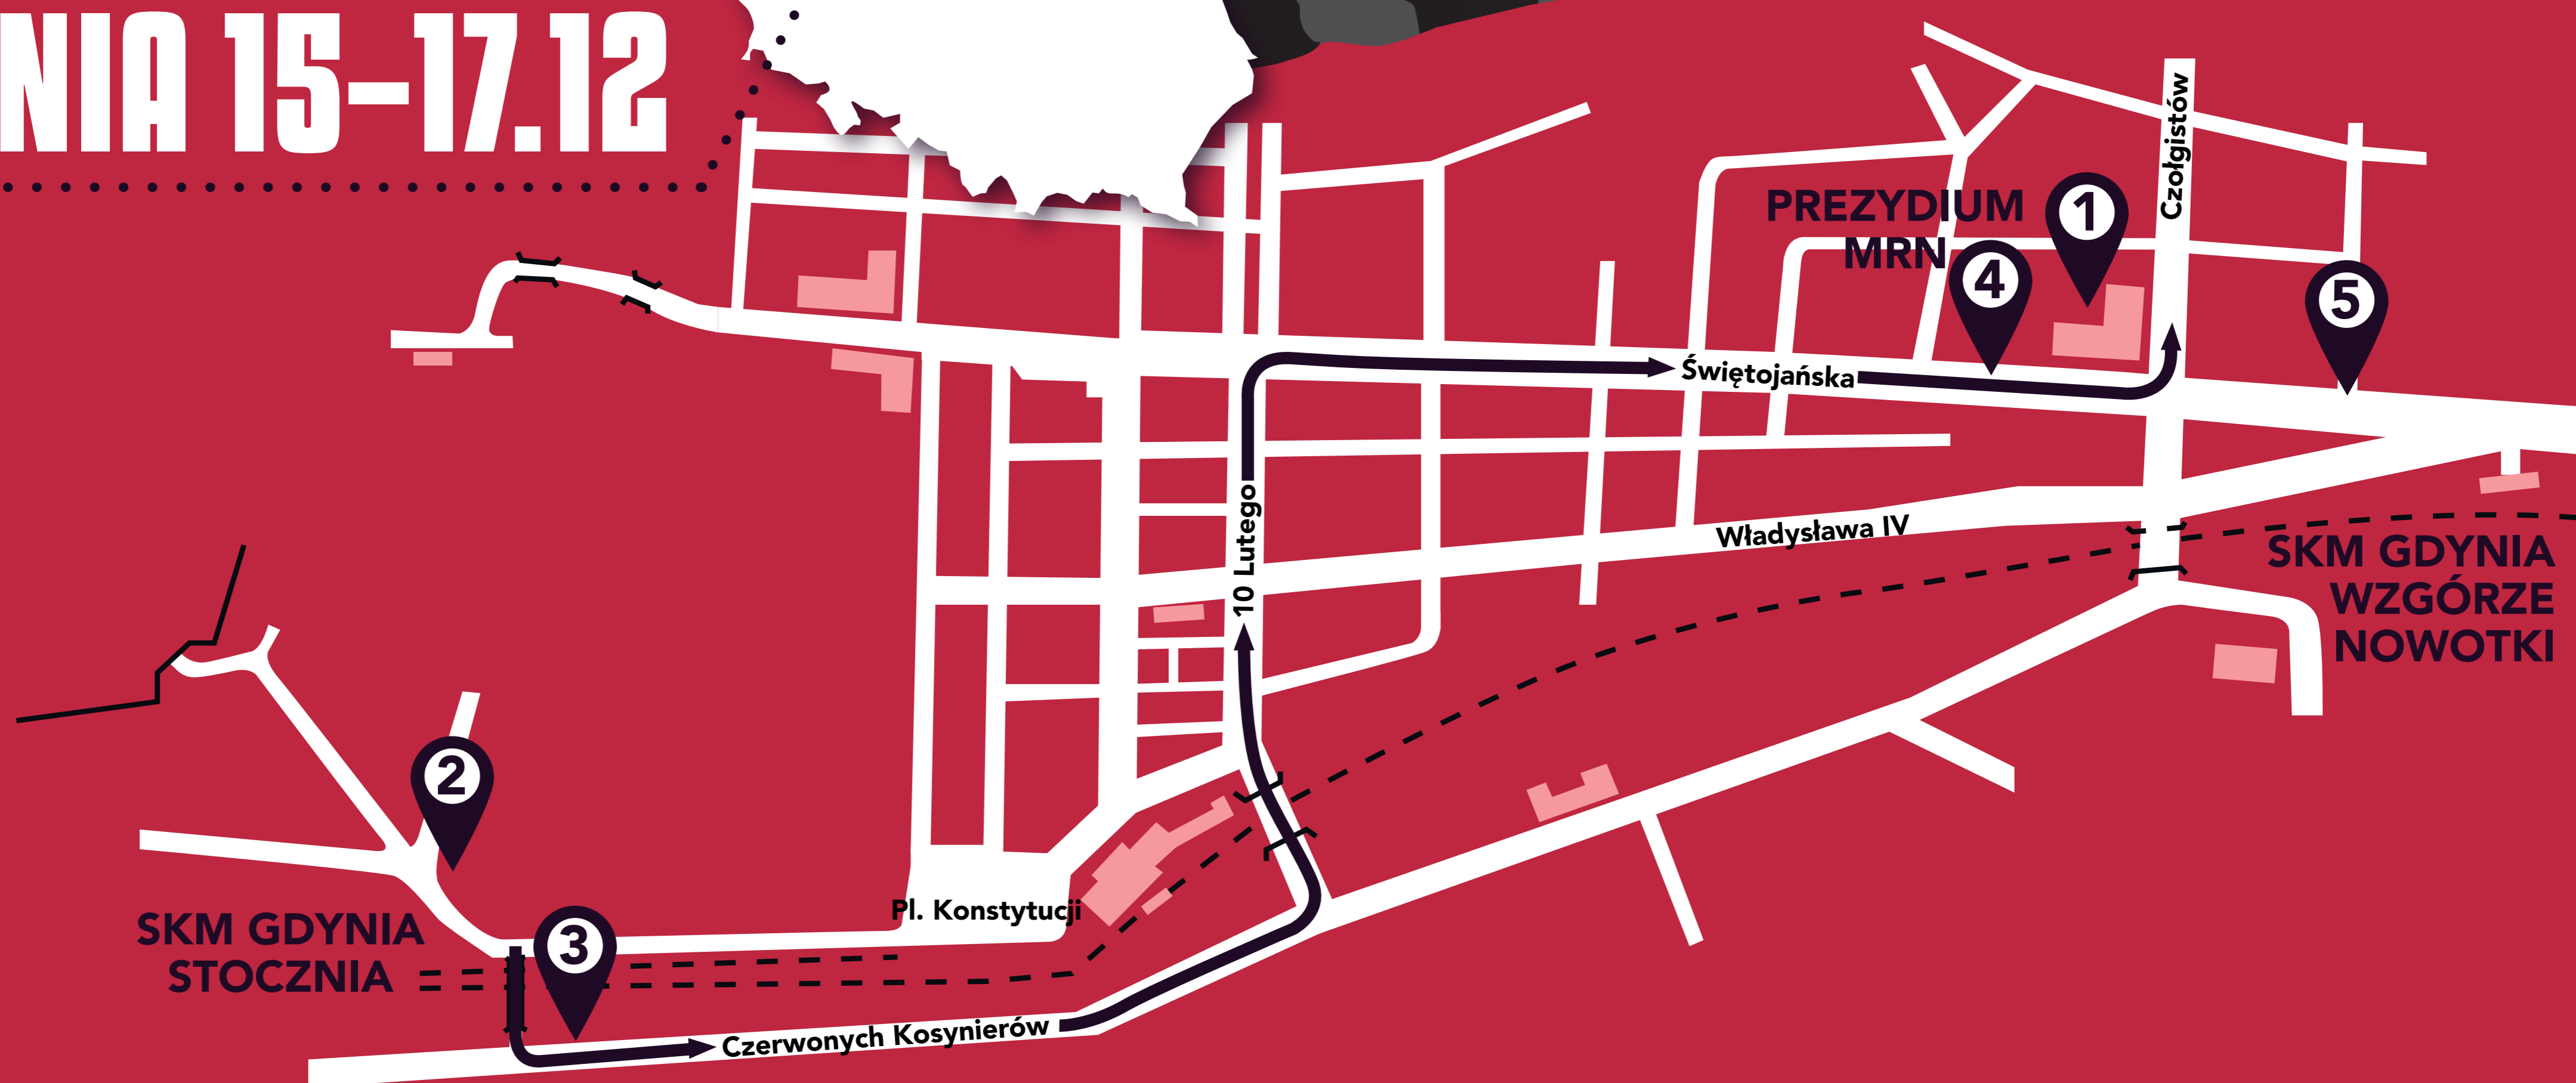 NIA 15–17.12
Czołgistów
PREZYDIUM
MRN
1
4
5
Świętojańska
10 Lutego
Władysława IV
SKM GDYNIA
WZGÓRZE
NOWOTKI
2
Pl. Konstytucji
SKM GDYNIA
STOCZNIA
3
Czerwonych Kosynierów